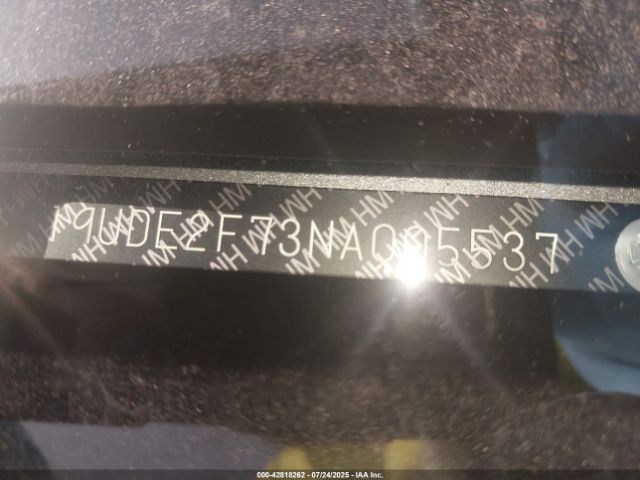 19UDE2F73NA005537
000-42818262 - 07/24/2025 - IAA Inc.